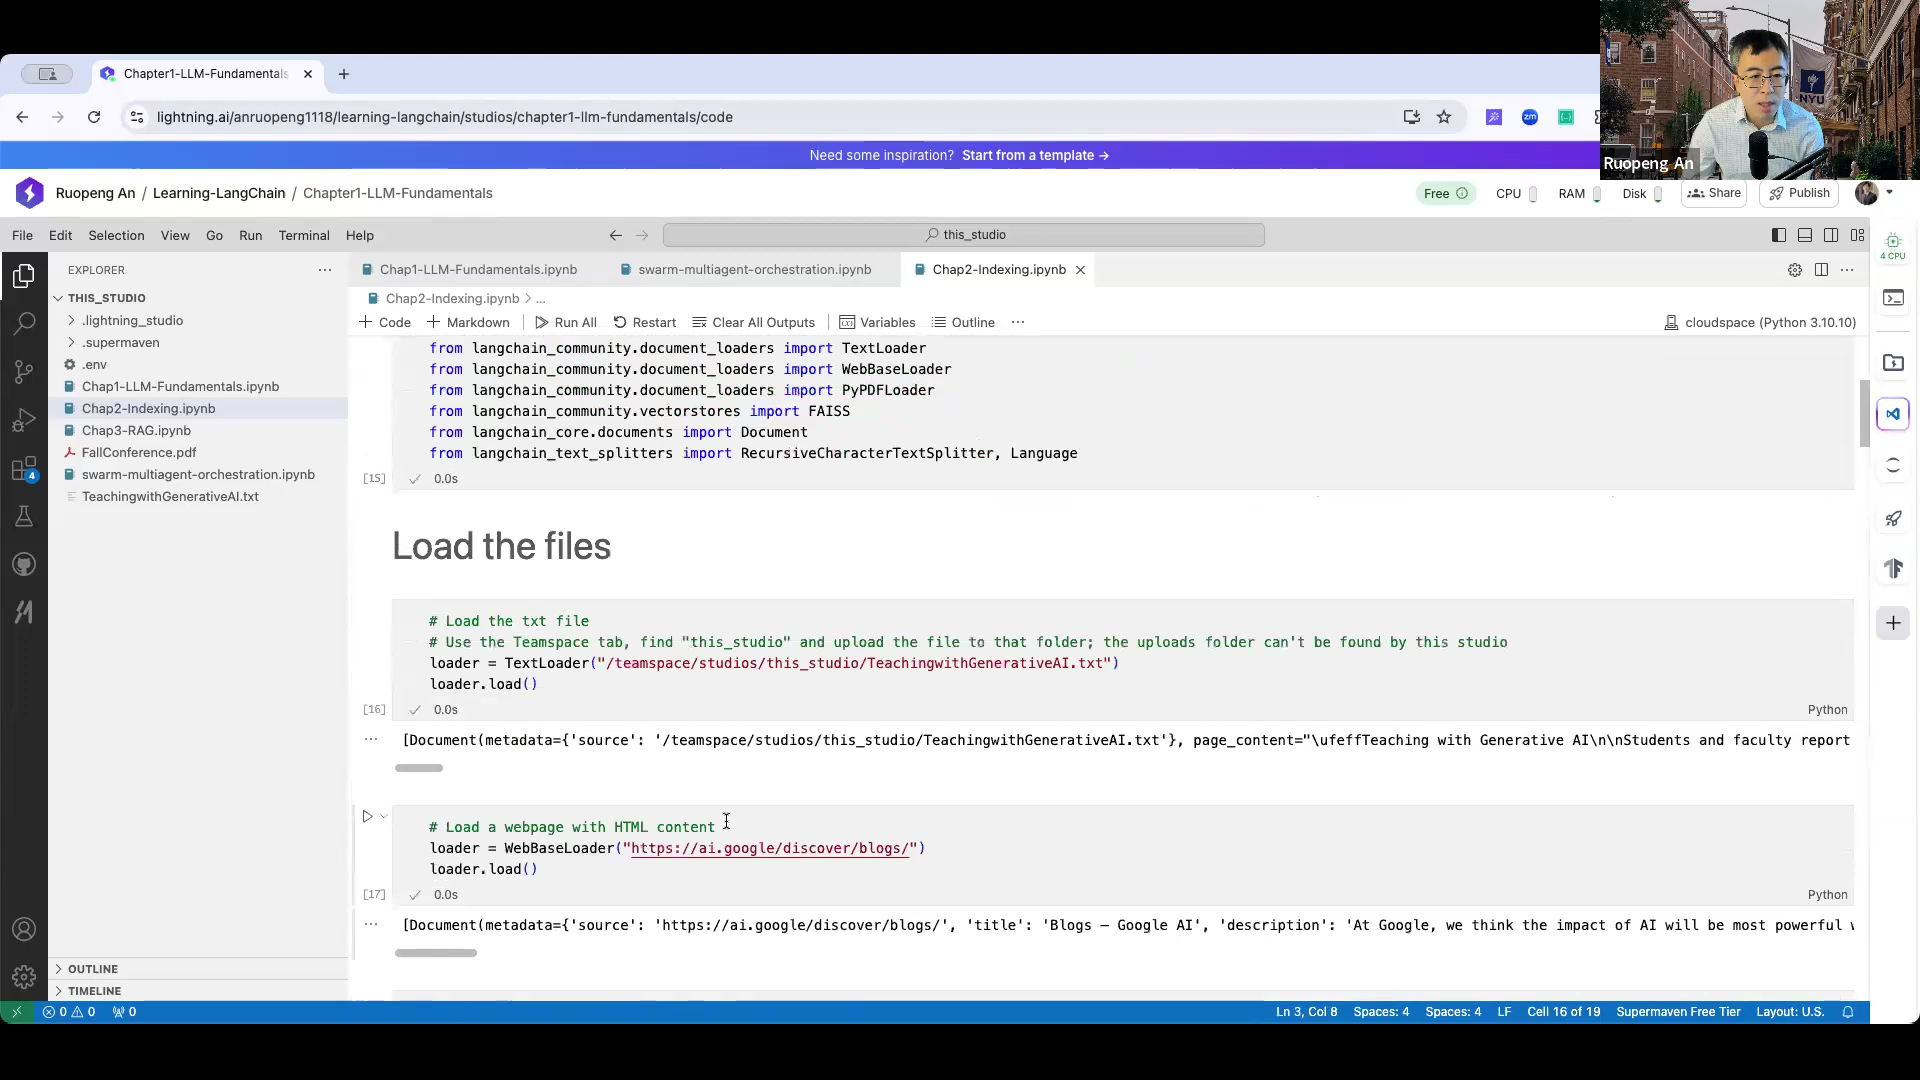 Chapter1-LLM-Fundamentals
lightning.ai/anruopeng1118/learning-langchain/studios/chapter1-llm-fundamentals/code
zm
NYU
Ruopeng An
Need some inspiration? Start from a template →
Ruopeng An / Learning-LangChain / Chapter1-LLM-Fundamentals
Free
CPU
RAM
Disk
Share
Publish
File Edit Selection View Go Run Terminal Help
this_studio
4 CPU
EXPLORER
THIS_STUDIO
.lightning_studio
.supermaven
.env
Chap1-LLM-Fundamentals.ipynb
Chap2-Indexing.ipynb
Chap3-RAG.ipynb
FallConference.pdf
swarm-multiagent-orchestration.ipynb
TeachingwithGenerativeAI.txt
4
OUTLINE
TIMELINE
Chap1-LLM-Fundamentals.ipynb
swarm-multiagent-orchestration.ipynb
Chap2-Indexing.ipynb
Chap2-Indexing.ipynb > ...
+ Code + Markdown Run All Restart Clear All Outputs Variables Outline ...
cloudspace (Python 3.10.10)
from langchain_community.document_loaders import TextLoader
from langchain_community.document_loaders import WebBaseLoader
from langchain_community.document_loaders import PyPDFLoader
from langchain_community.vectorstores import FAISS
from langchain_core.documents import Document
from langchain_text_splitters import RecursiveCharacterTextSplitter, Language
[15] 0.0s
Load the files
# Load the txt file
# Use the Teamspace tab, find "this_studio" and upload the file to that folder; the uploads folder can't be found by this studio
loader = TextLoader("/teamspace/studios/this_studio/TeachingwithGenerativeAI.txt")
loader.load()
[16] 0.0s Python
[Document(metadata={'source': '/teamspace/studios/this_studio/TeachingwithGenerativeAI.txt'}, page_content="\ufeffTeaching with Generative AI\n\nStudents and faculty report
# Load a webpage with HTML content
loader = WebBaseLoader("https://ai.google/discover/blogs/")
loader.load()
[17] 0.0s Python
[Document(metadata={'source': 'https://ai.google/discover/blogs/', 'title': 'Blogs – Google AI', 'description': 'At Google, we think the impact of AI will be most powerful
0 0 0
Ln 3, Col 8 Spaces: 4 Spaces: 4 LF Cell 16 of 19 Supermaven Free Tier Layout: U.S.